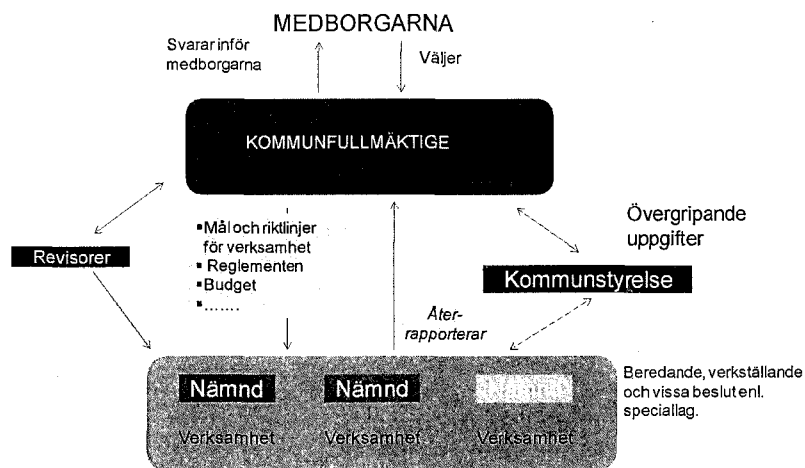 MEDBORGARNA
Svarar inför
medborgarna
Väljer
KOMMUNFULLMÄKTIGE
▪Mål och riktlinjer
för verksamhet
▪ Reglementen
▪Budget
▪…….
Övergripande
uppgifter
Revisorer
Kommunstyrelse
Åter-
rapporterar
Nämnd Nämnd
Verksamhet Verksamhet Verksamhet
Beredande, verkställande
och vissa beslut enl.
speciallag.